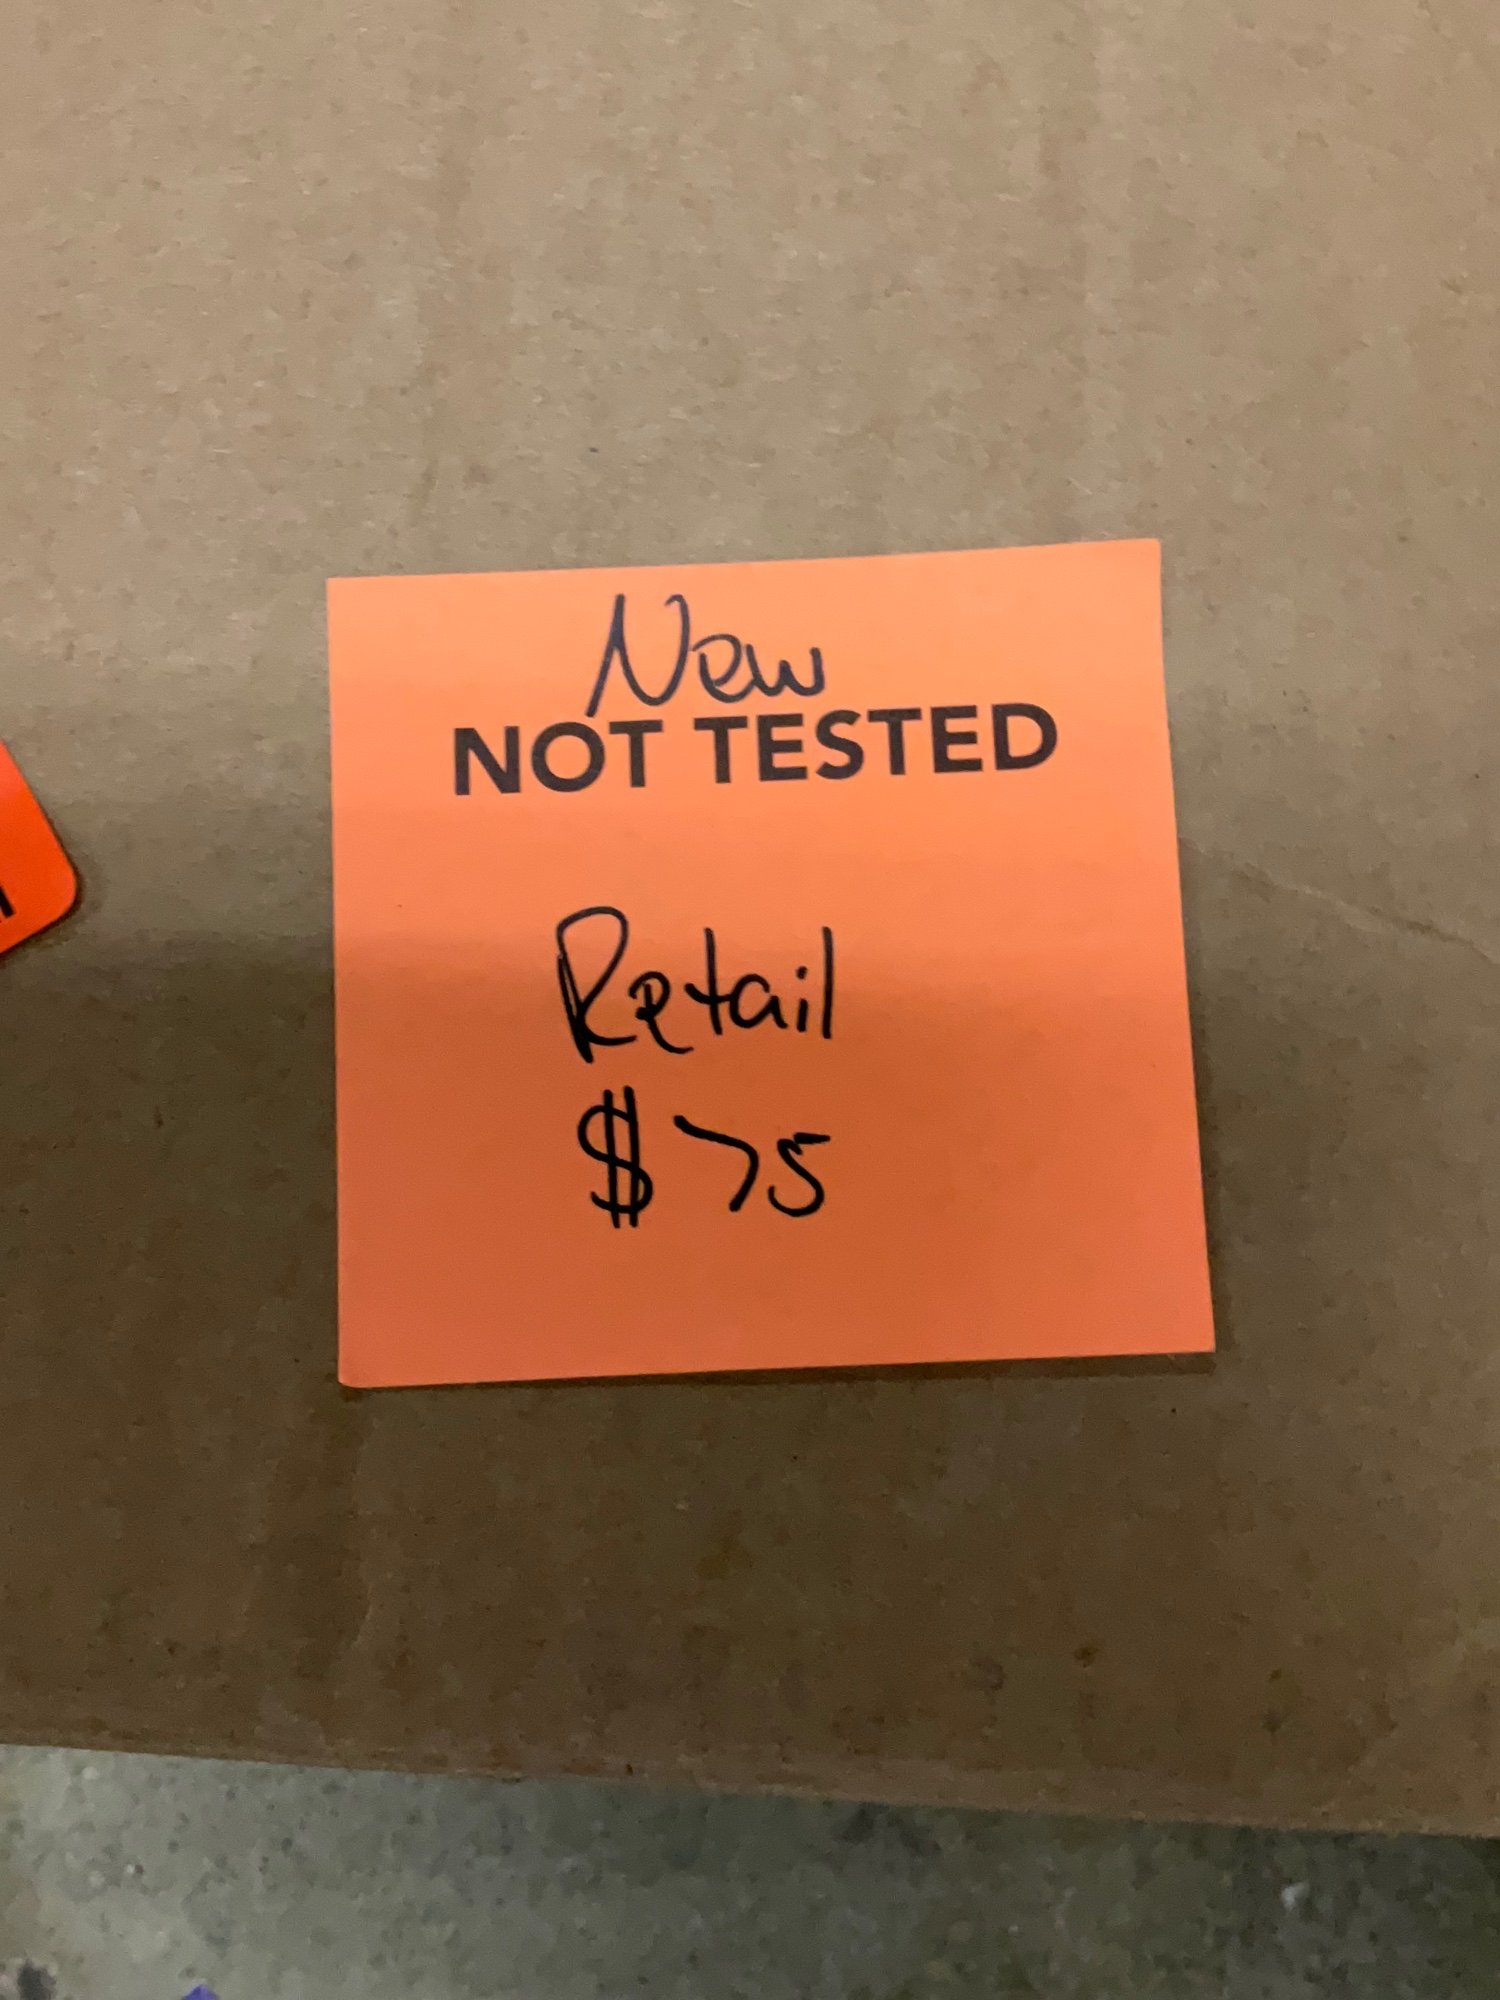 New
NOT TESTED
Retail
$75